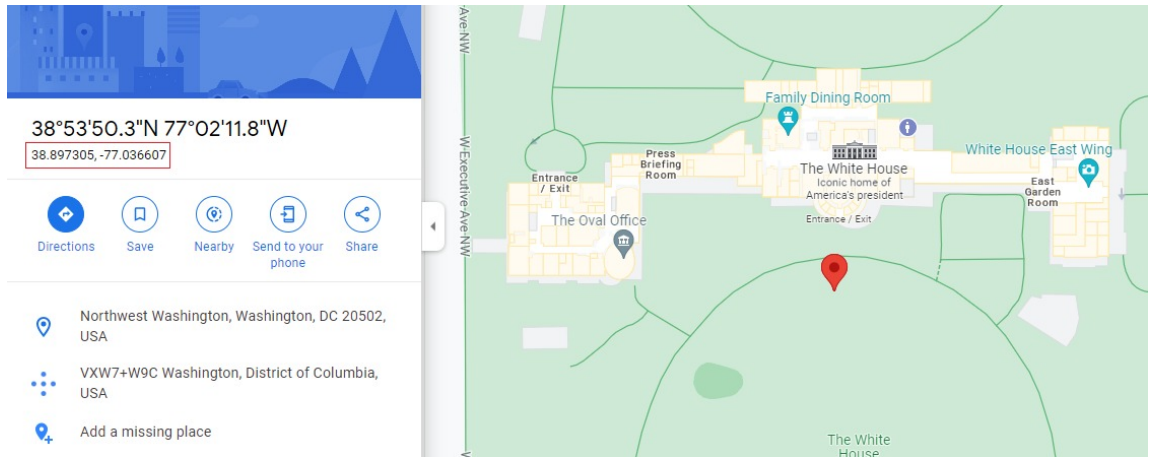 38°53'50.3"N 77°02'11.8"W
38.897305, -77.036607
Directions
Save
Nearby
Send to your
phone
Share
Northwest Washington, Washington, DC 20502,
USA
VXW7+W9C Washington, District of Columbia,
USA
Add a missing place
Ave NW
W Executive Ave NW
Family Dining Room
Press
Briefing
Room
White House East Wing
Entrance
/ Exit
The White House
Iconic home of
America's president
East
Garden
Room
The Oval Office
Entrance / Exit
The White
House